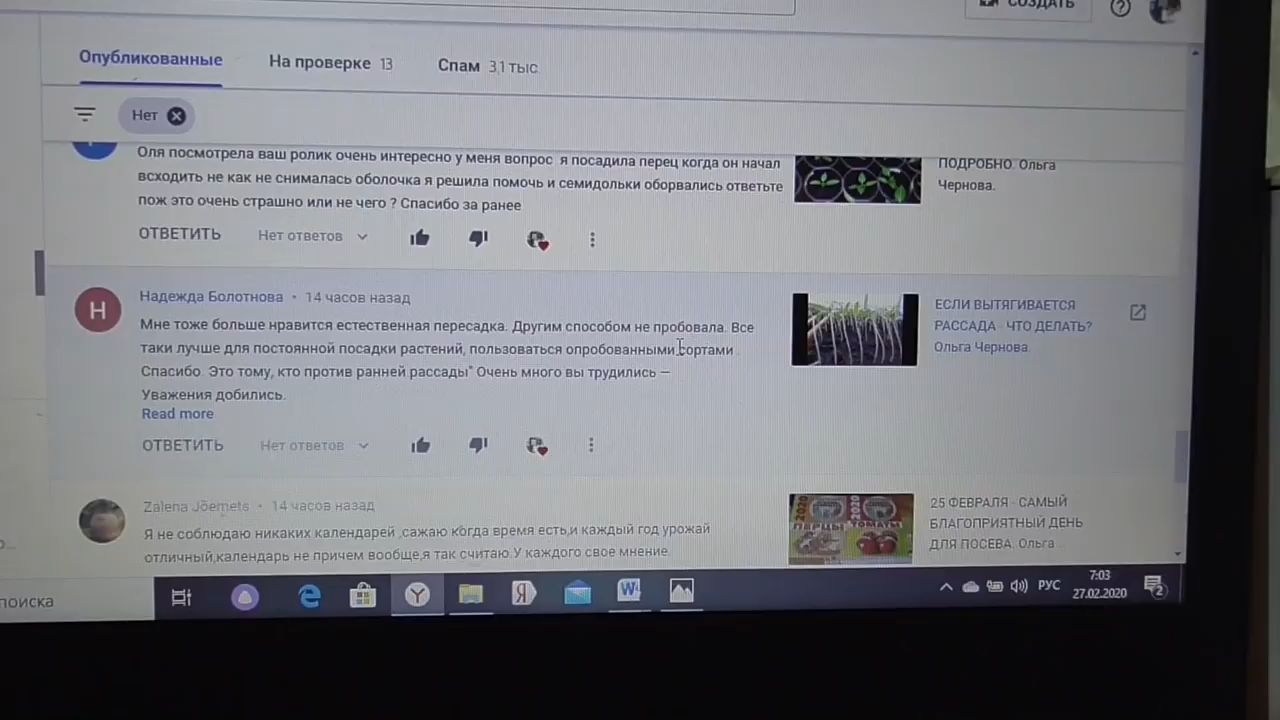 СОЗДАТЬ
Опубликованные
На проверке 13
Спам 31 тыс.
Нет
Оля посмотрела ваш ролик очень интересно у меня вопрос я посадила перец когда он начал
всходить не как не снималась оболочка я решила помочь и семидольки оборвались ответьте
пож это очень страшно или не чего ? Спасибо за ранее
ПОДРОБНО. Ольга
Чернова.
ОТВЕТИТЬ
Нет ответов
Н
Надежда Болотнова • 14 часов назад
Мне тоже больше нравится естественная пересадка. Другим способом не пробовала. Все
таки лучше для постоянной посадки растений, пользоваться опробованными сортами
Спасибо. Это тому, кто против ранней рассады" Очень много вы трудились —
Уважения добились.
Read more
ЕСЛИ ВЫТЯГИВАЕТСЯ
РАССАДА - ЧТО ДЕЛАТЬ?
Ольга Чернова.
ОТВЕТИТЬ
Нет ответов
Zalena Jõemets • 14 часов назад
Я не соблюдаю никаких календарей ,сажаю когда время есть,и каждый год урожай
отличный,календарь не причем вообще,я так считаю.У каждого свое мнение.
2020
2020
ПЕРЦЫ ТОМАТЫ
25 ФЕВРАЛЯ - САМЫЙ
БЛАГОПРИЯТНЫЙ ДЕНЬ
ДЛЯ ПОСЕВА. Ольга ...
поиска
Я
W
РУС
7:03
27.02.2020
2